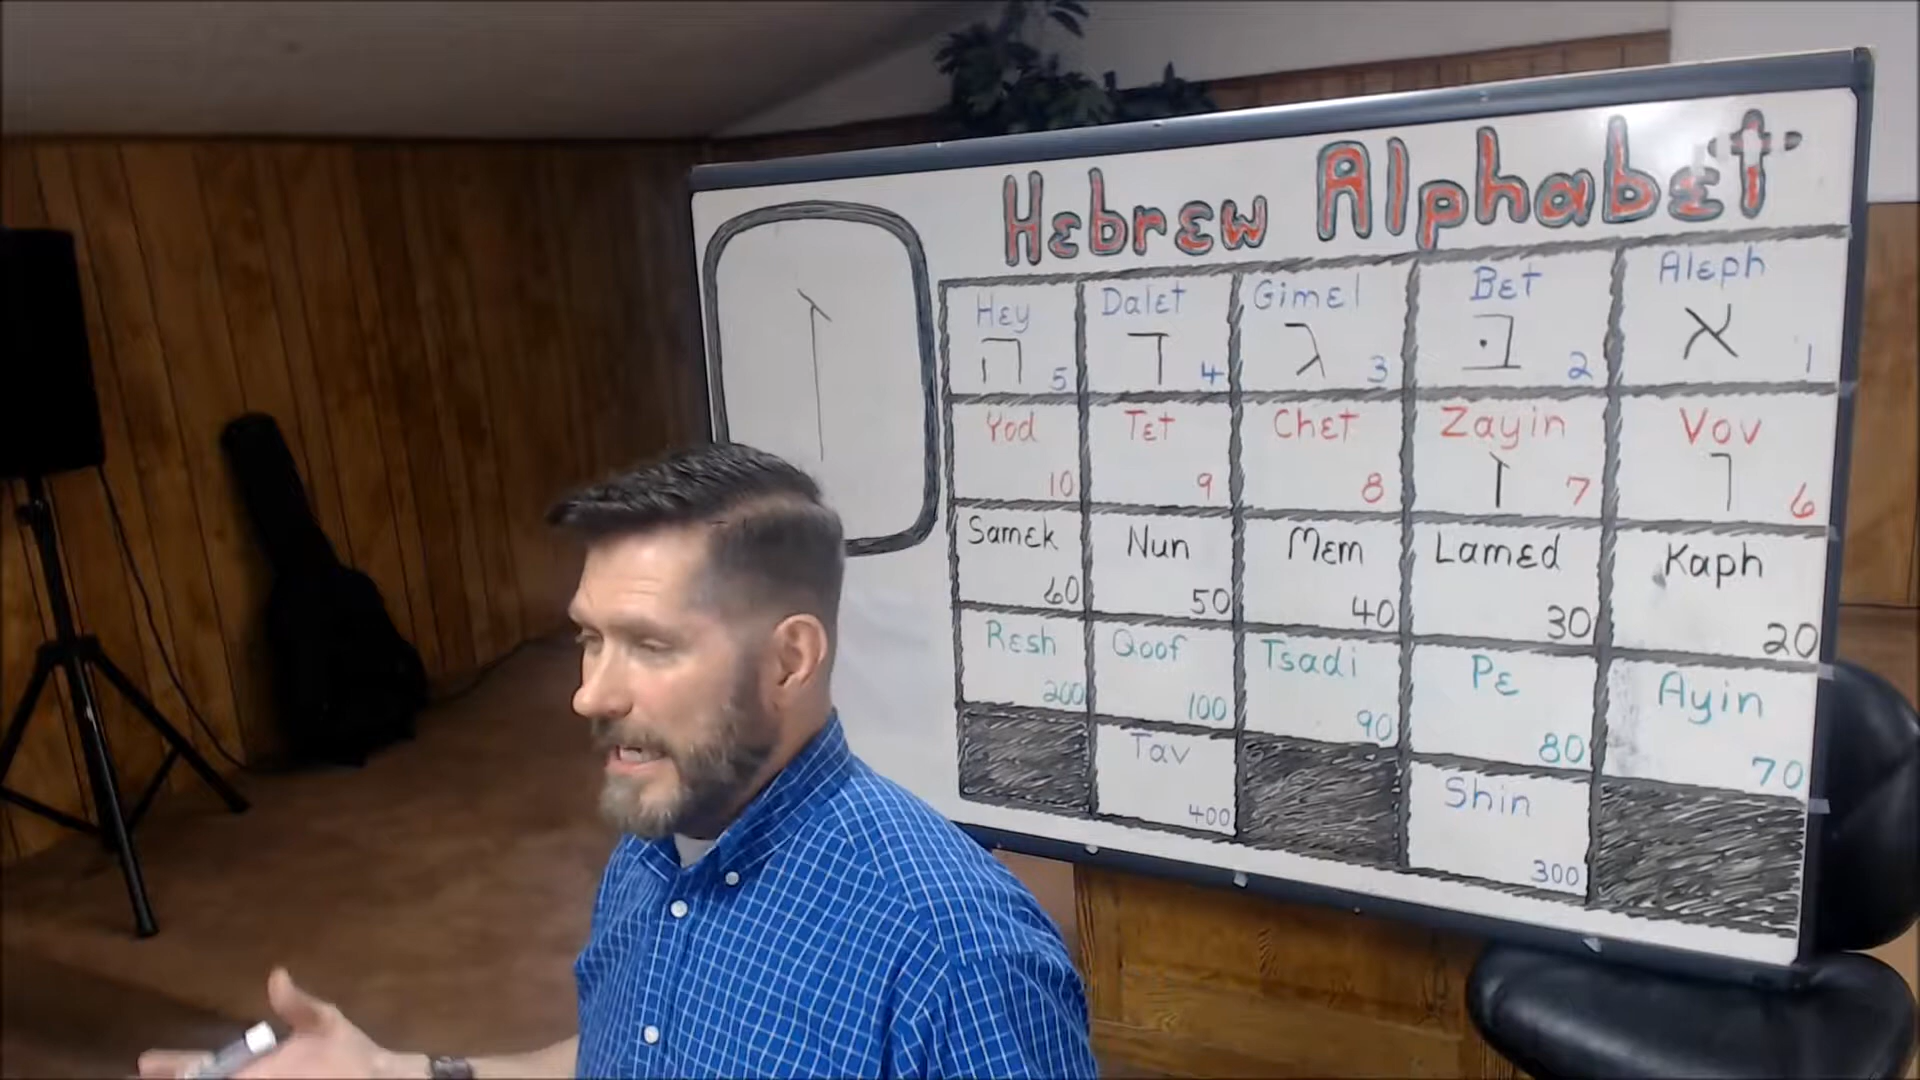 Hebrew Alphabet
ז
Aleph
א
1
Bet
בּ
2
Gimel
ג
3
Dalet
ד
4
Hey
ה
5
Vov
ו
6
Zayin
ז
7
Chet
8
Tet
9
Yod
10
Kaph
20
Lamed
30
Mem
40
Nun
50
Samek
60
Ayin
70
Pe
80
Tsadi
90
Qoof
100
Resh
200
Shin
300
Tav
400